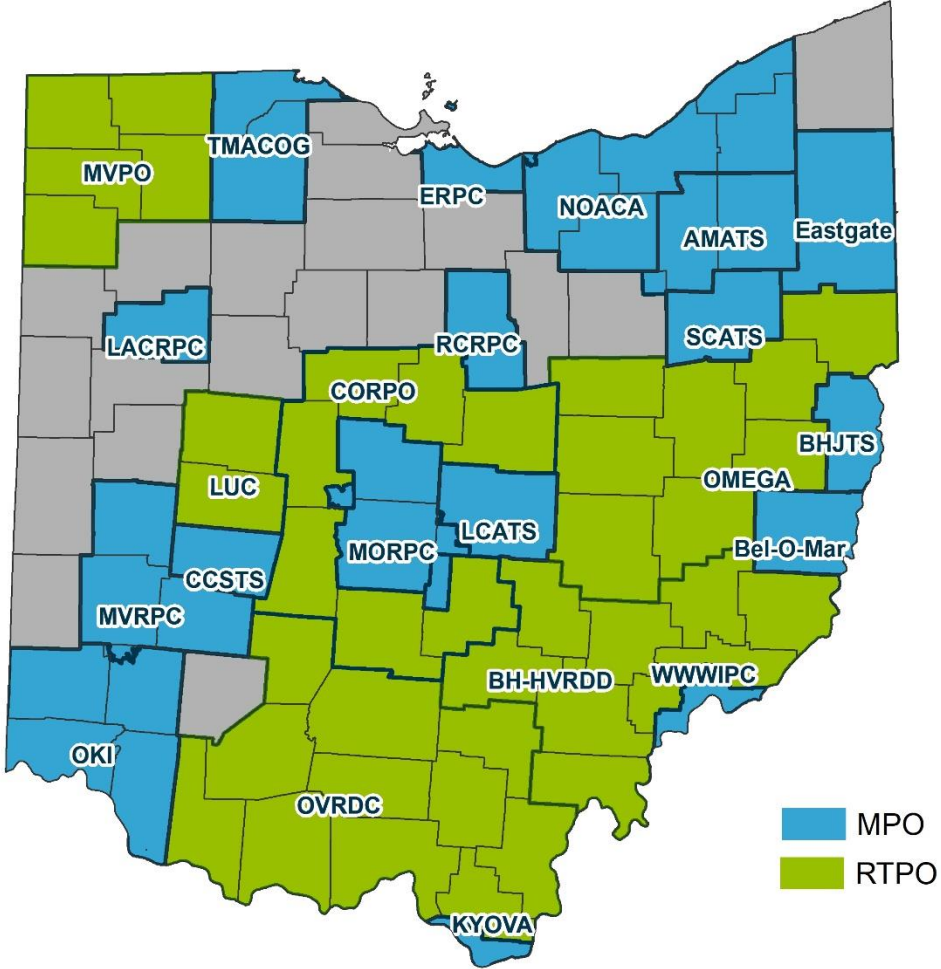 TMACOG
MVPO
ERPC
NOACA
AMATS
Eastgate
LACRPC
RCRPC
SCATS
CORPO
BHJTS
LUC
OMEGA
LCATS
MORPC
Bel-O-Mar
CCSTS
MVRPC
BH-HVRDD
WWWIPC
OKI
OVRDC
MPO
RTPO
KYOVA